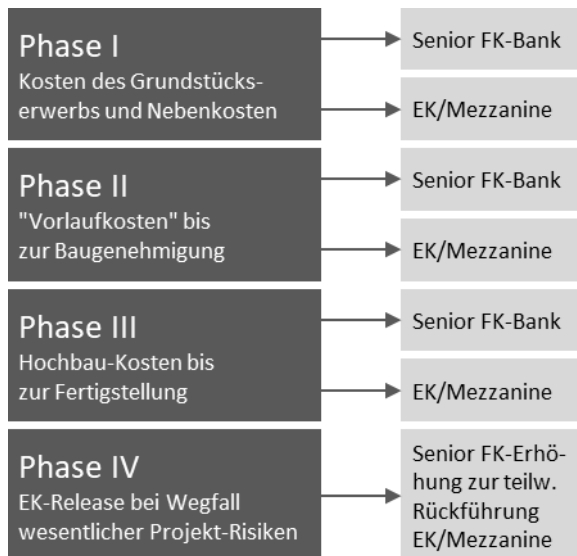 Phase I
Kosten des Grundstücks-
erwerbs und Nebenkosten
Senior FK-Bank
EK/Mezzanine
Phase II
"Vorlaufkosten" bis
zur Baugenehmigung
Senior FK-Bank
EK/Mezzanine
Phase III
Hochbau-Kosten bis
zur Fertigstellung
Senior FK-Bank
EK/Mezzanine
Phase IV
EK-Release bei Wegfall
wesentlicher Projekt-Risiken
Senior FK-Erhö-
hung zur teilw.
Rückführung
EK/Mezzanine